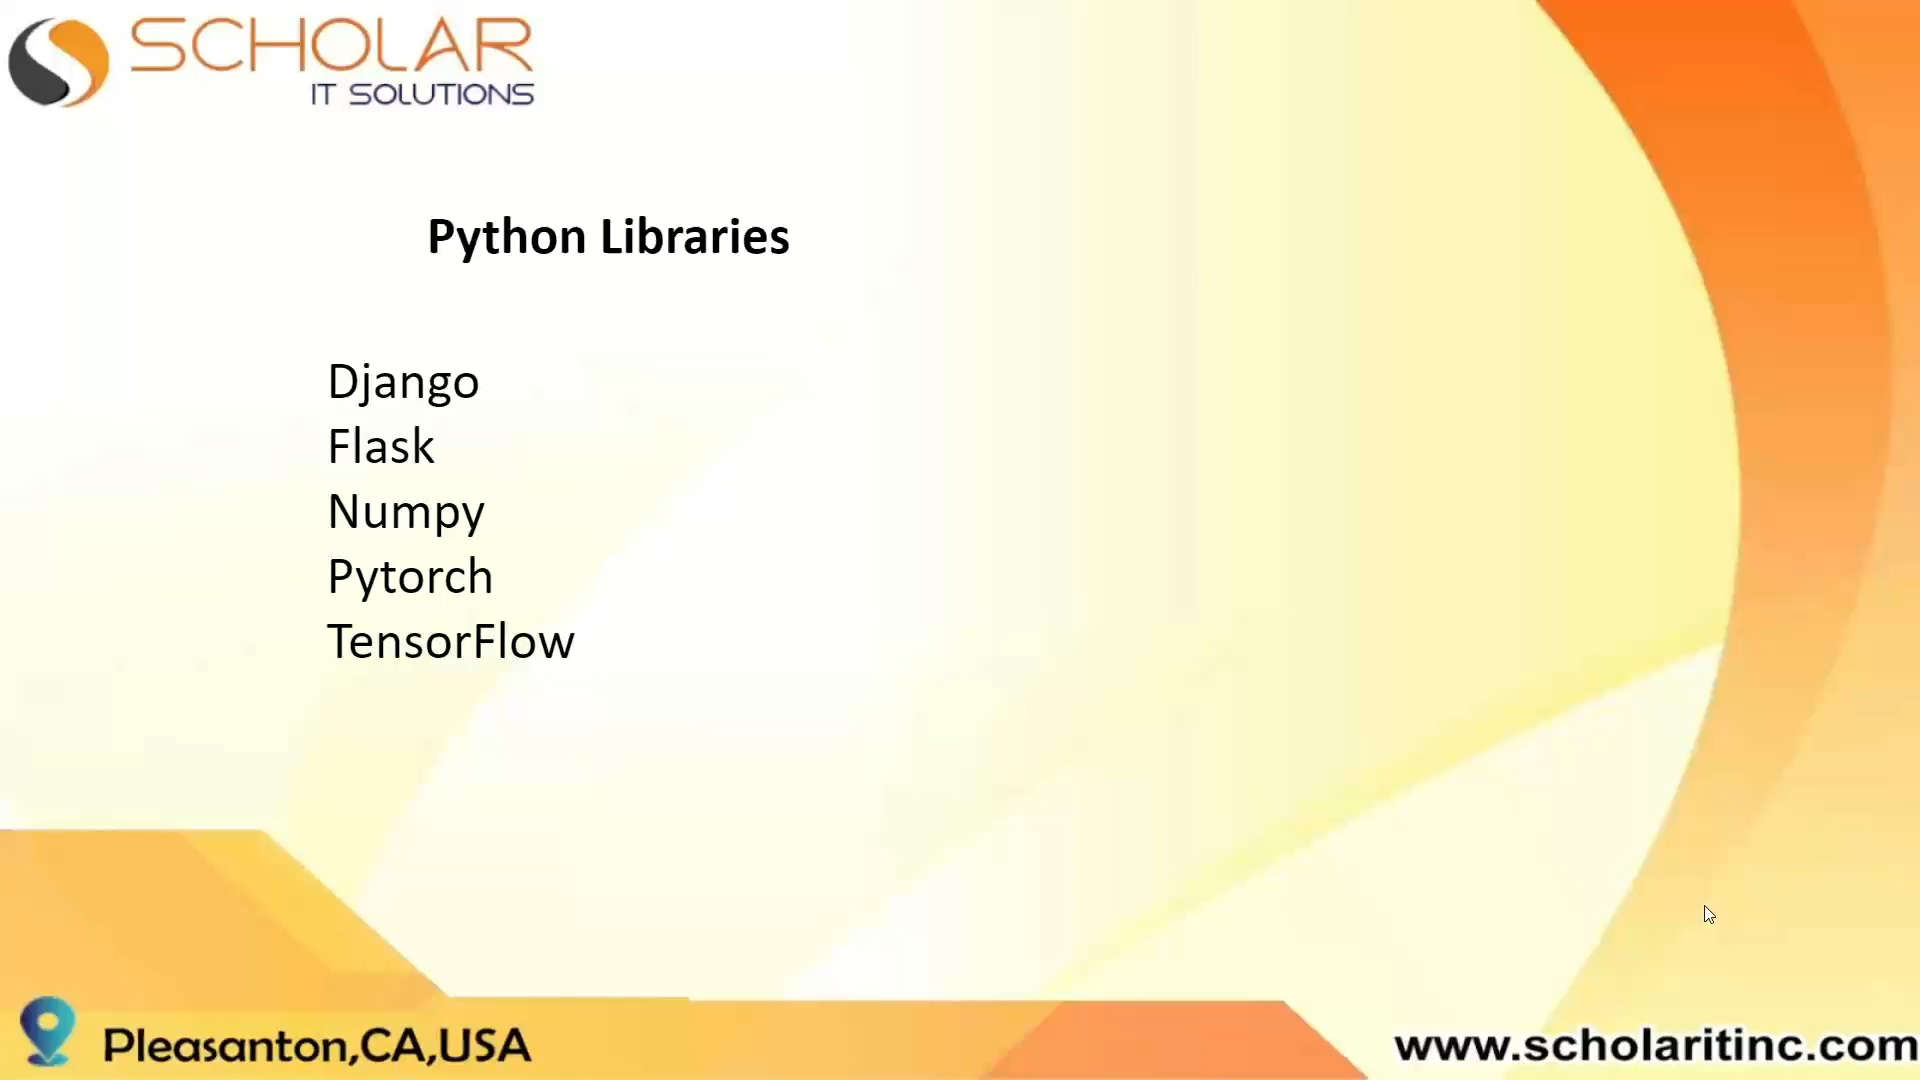 SCHOLAR
IT SOLUTIONS
Python Libraries
Django
Flask
Numpy
Pytorch
TensorFlow
Pleasanton,CA,USA
www.scholaritinc.com